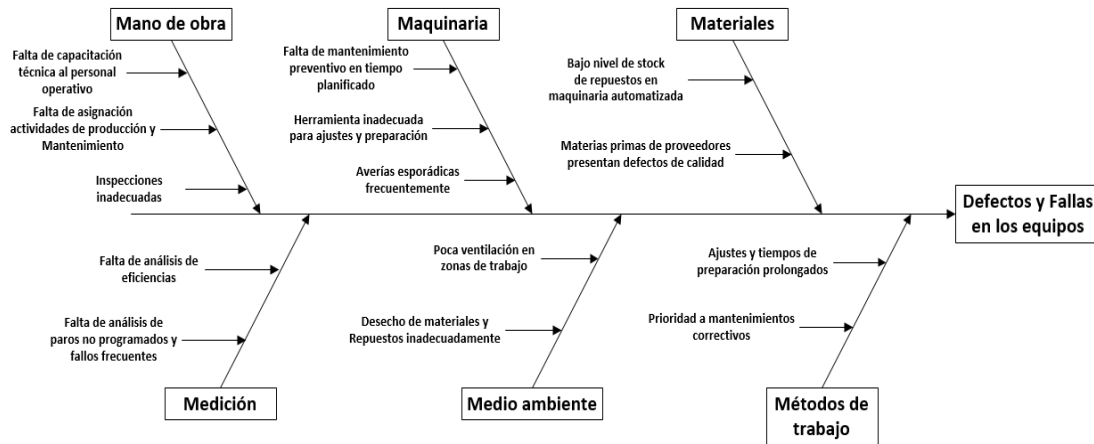 Mano de obra
Falta de capacitación
técnica al personal
operativo
Falta de asignación
actividades de producción y
Mantenimiento
Inspecciones
inadecuadas
Maquinaria
Falta de mantenimiento
preventivo en tiempo
planificado
Herramienta inadecuada
para ajustes y preparación
Averías esporádicas
frecuentemente
Materiales
Bajo nivel de stock
de repuestos en
maquinaria automatizada
Materias primas de proveedores
presentan defectos de calidad
Defectos y Fallas
en los equipos
Falta de análisis de
eficiencias
Falta de análisis de
paros no programados y
fallos frecuentes
Medición
Poca ventilación en
zonas de trabajo
Desecho de materiales y
Repuestos inadecuadamente
Medio ambiente
Ajustes y tiempos de
preparación prolongados
Prioridad a mantenimientos
correctivos
Métodos de
trabajo